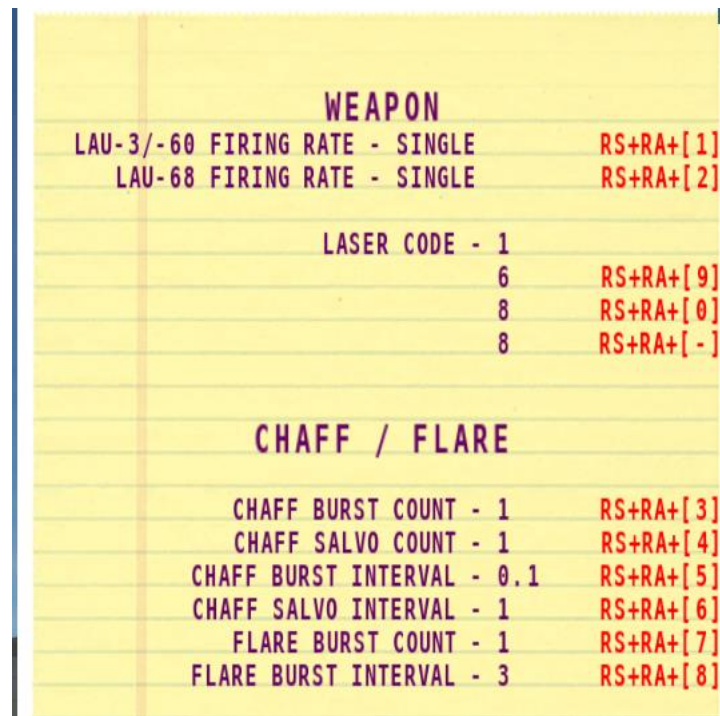 WEAPON
LAU-3/-60 FIRING RATE - SINGLE RS+RA+[1]
LAU-68 FIRING RATE - SINGLE RS+RA+[2]
LASER CODE - 1
6 RS+RA+[9]
8 RS+RA+[0]
8 RS+RA+[-]
CHAFF / FLARE
CHAFF BURST COUNT - 1 RS+RA+[3]
CHAFF SALVO COUNT - 1 RS+RA+[4]
CHAFF BURST INTERVAL - 0.1 RS+RA+[5]
CHAFF SALVO INTERVAL - 1 RS+RA+[6]
FLARE BURST COUNT - 1 RS+RA+[7]
FLARE BURST INTERVAL - 3 RS+RA+[8]